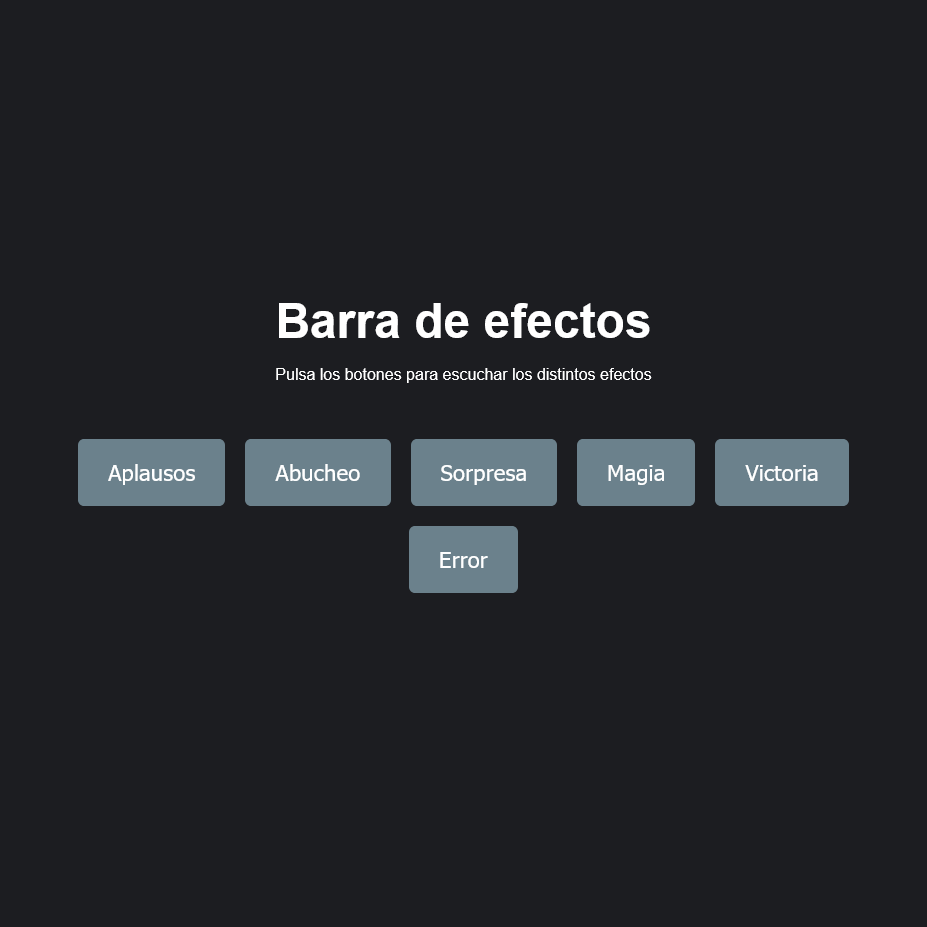 Barra de efectos
Pulsa los botones para escuchar los distintos efectos
Aplausos
Abucheo
Sorpresa
Magia
Victoria
Error